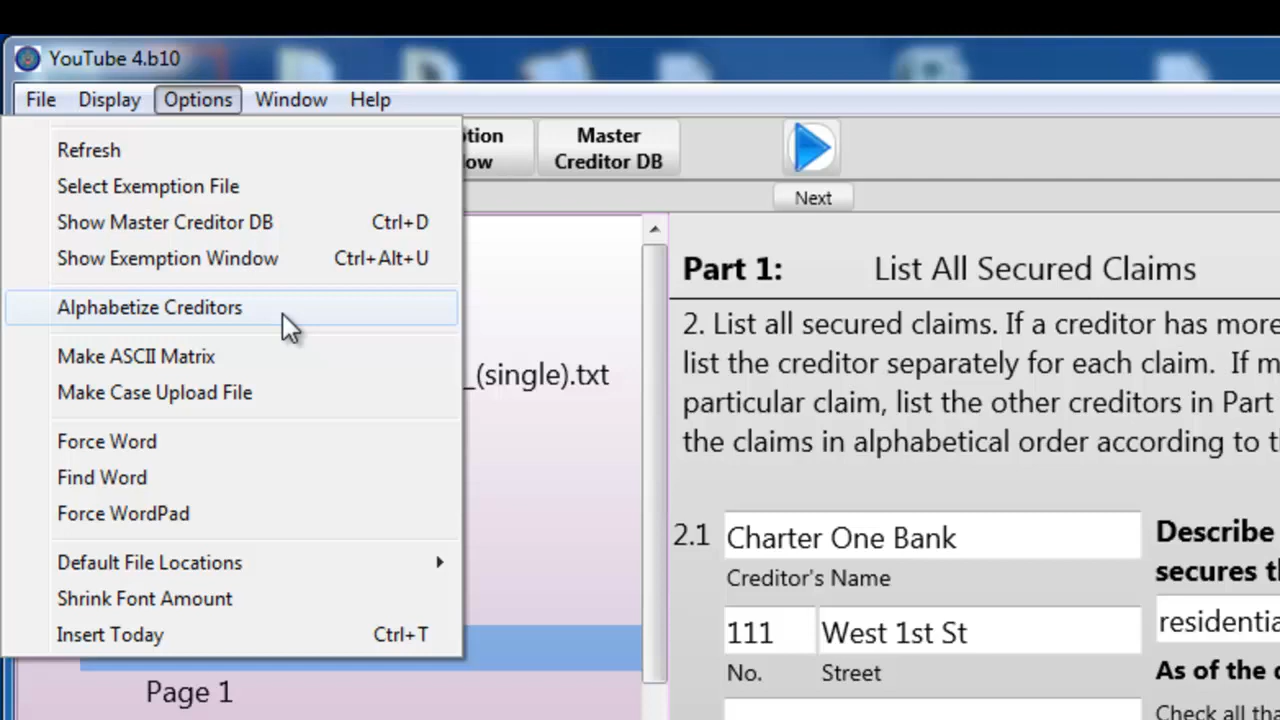 YouTube 4.b10
File Display Options Window Help
Refresh
Select Exemption File
Show Master Creditor DB Ctrl+D
Show Exemption Window Ctrl+Alt+U
Alphabetize Creditors
Make ASCII Matrix
Make Case Upload File
Force Word
Find Word
Force WordPad
Default File Locations
Shrink Font Amount
Insert Today Ctrl+T
Page 1
_(single).txt
Master
Creditor DB
Next
Part 1: List All Secured Claims
2. List all secured claims. If a creditor has more
list the creditor separately for each claim. If m
particular claim, list the other creditors in Part
the claims in alphabetical order according to t
2.1 Charter One Bank
Creditor's Name
111 West 1st St
No. Street
Describe
secures t
residentia
As of the
Check all tha